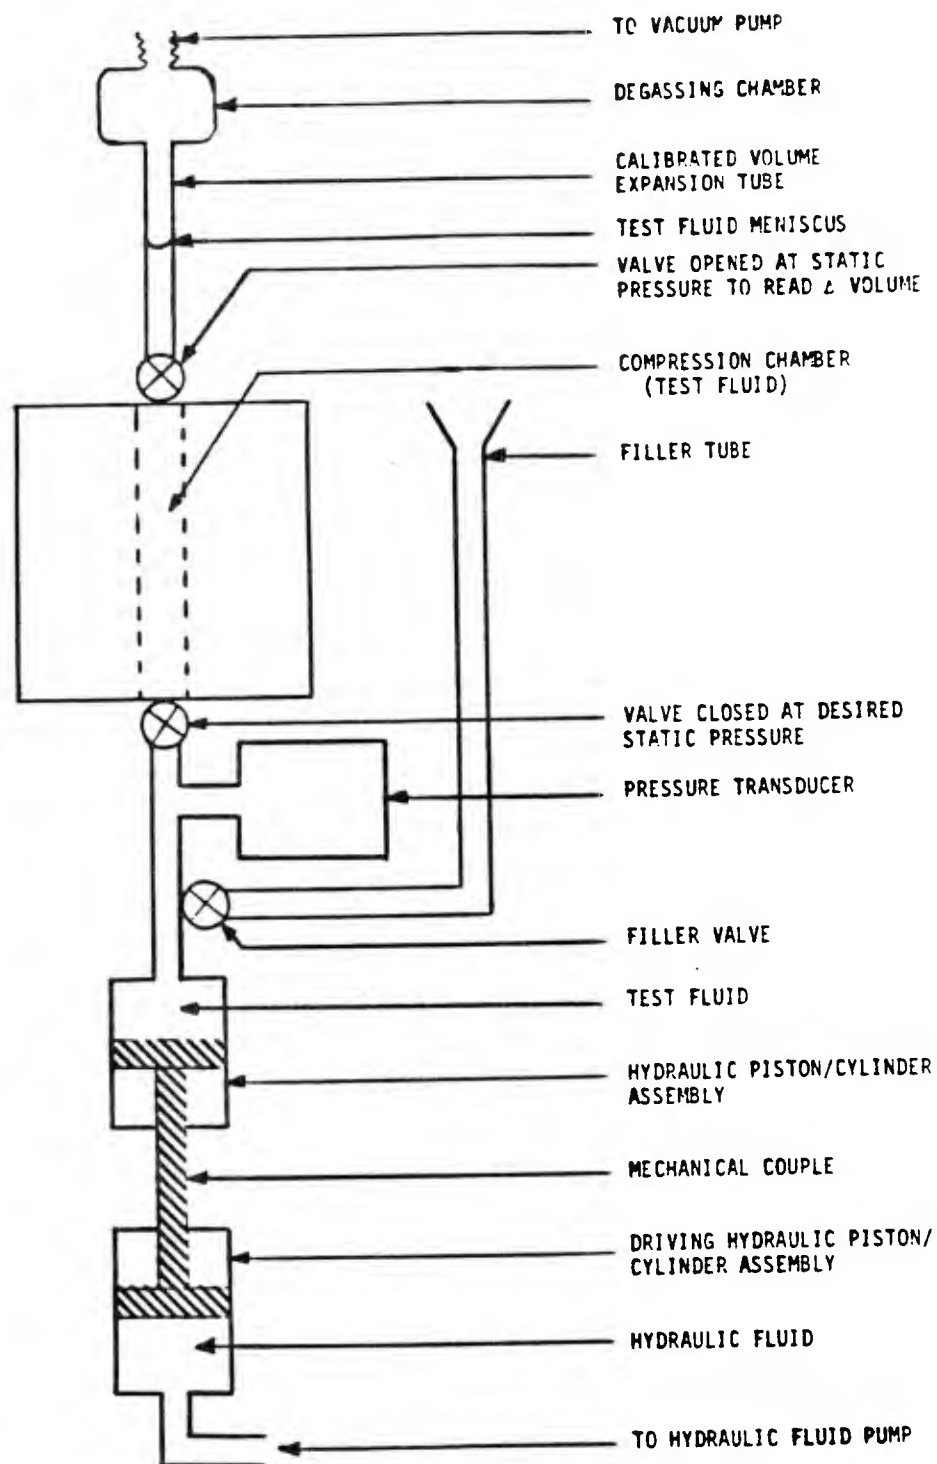 TO VACUUM PUMP
DEGASSING CHAMBER
CALIBRATED VOLUME
EXPANSION TUBE
TEST FLUID MENISCUS
VALVE OPENED AT STATIC
PRESSURE TO READ Δ VOLUME
COMPRESSION CHAMBER
(TEST FLUID)
FILLER TUBE
VALVE CLOSED AT DESIRED
STATIC PRESSURE
PRESSURE TRANSDUCER
FILLER VALVE
TEST FLUID
HYDRAULIC PISTON/CYLINDER
ASSEMBLY
MECHANICAL COUPLE
DRIVING HYDRAULIC PISTON/
CYLINDER ASSEMBLY
HYDRAULIC FLUID
TO HYDRAULIC FLUID PUMP